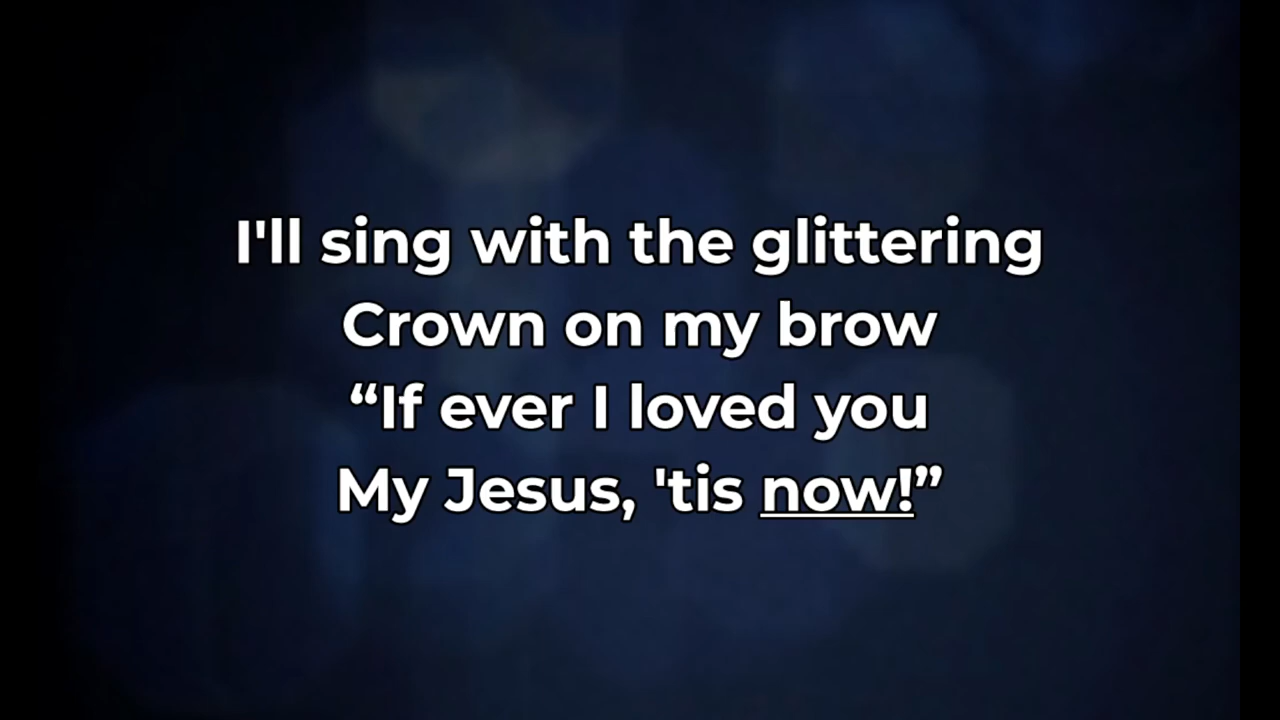 I'll sing with the glittering
Crown on my brow
“If ever I loved you
My Jesus, 'tis now!”